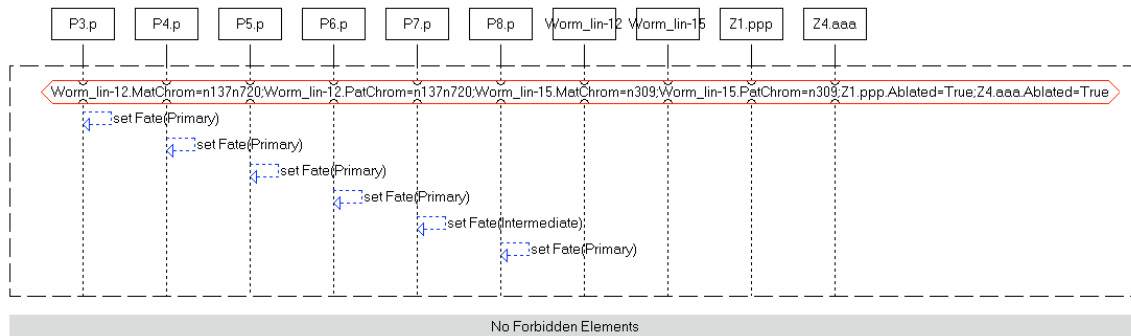 P3.p P4.p P5.p P6.p P7.p P8.p Worm_lin-12 Worm_lin-15 Z1.ppp Z4.aaa
Worm_lin-12.MatChrom=n137n720;Worm_lin-12.PatChrom=n137n720;Worm_lin-15.MatChrom=n309;Worm_lin-15.PatChrom=n309;Z1.ppp.Ablated=True;Z4.aaa.Ablated=True
set Fate(Primary)
set Fate(Primary)
set Fate(Primary)
set Fate(Primary)
set Fate(Intermediate)
set Fate(Primary)
No Forbidden Elements